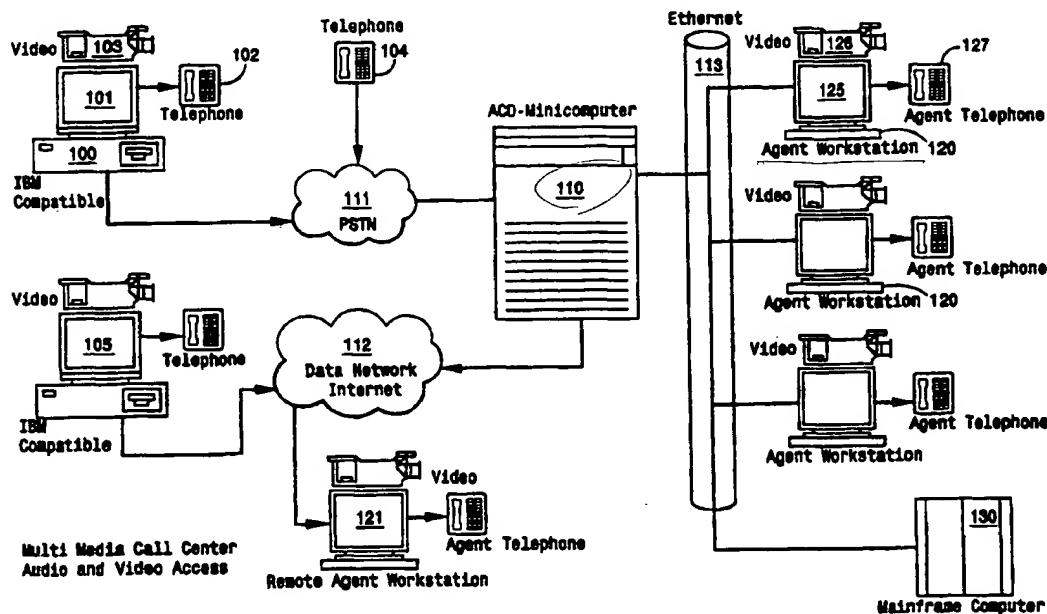 Video
103
102
101
Telephone
100
IBM
Compatible
Telephone
104
111
PSTN
ACD-Minicomputer
110
Ethernet
113
Video
126
127
125
Agent Telephone
Agent Workstation
120
Video
Agent Telephone
Agent Workstation
120
Video
Agent Telephone
Agent Workstation
Video
105
Telephone
IBM
Compatible
112
Data Network
Internet
Video
121
Agent Telephone
Remote Agent Workstation
Multi Media Call Center
Audio and Video Access
130
Mainframe Computer